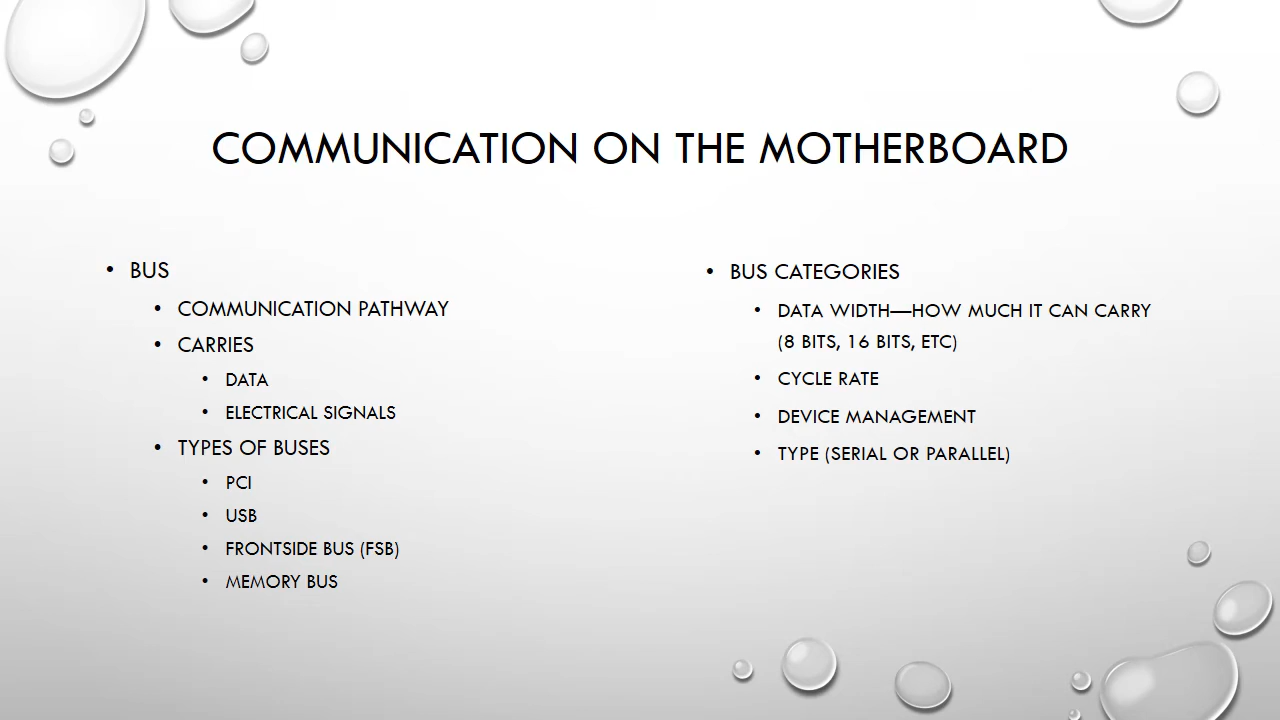 COMMUNICATION ON THE MOTHERBOARD
• BUS
• COMMUNICATION PATHWAY
• CARRIES
• DATA
• ELECTRICAL SIGNALS
• TYPES OF BUSES
• PCI
• USB
• FRONTSIDE BUS (FSB)
• MEMORY BUS
• BUS CATEGORIES
• DATA WIDTH—HOW MUCH IT CAN CARRY
(8 BITS, 16 BITS, ETC)
• CYCLE RATE
• DEVICE MANAGEMENT
• TYPE (SERIAL OR PARALLEL)